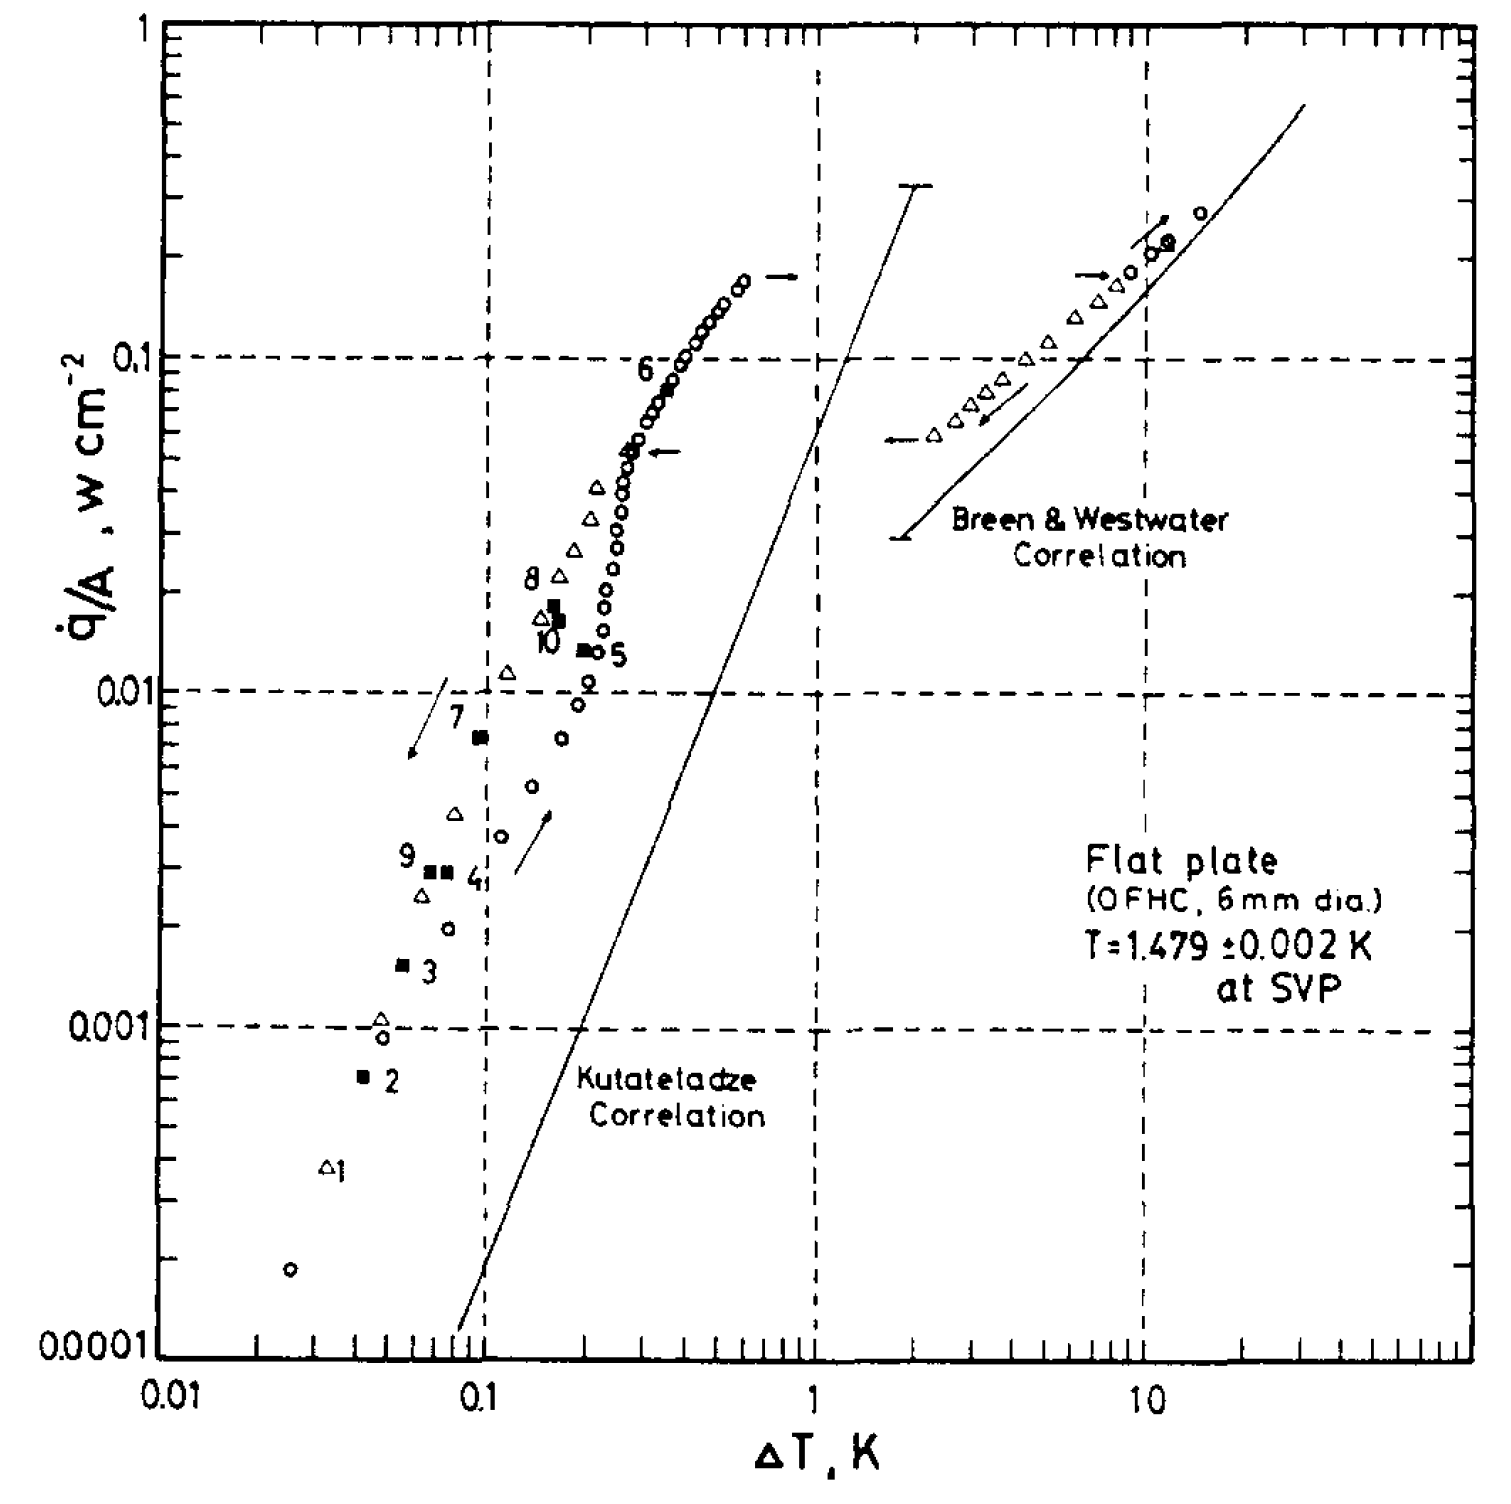 1
0.1
0.01
0.001
0.0001
q̇/A , w cm⁻²
6
8
10
5
7
9
4
3
2
1
Breen & Westwater
Correlation
Flat plate
(OFHC, 6mm dia.)
T=1.479 ±0.002 K
at SVP
Kutateladze
Correlation
0.01
0.1
1
10
ΔT, K